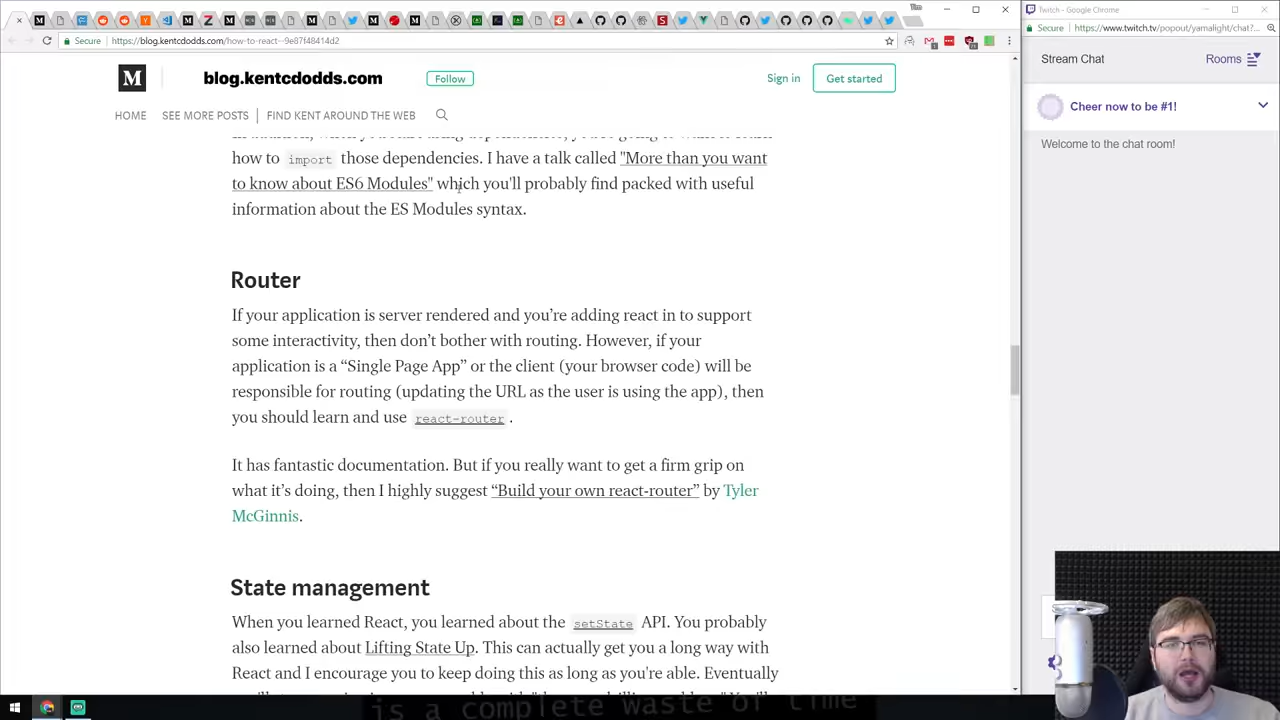 Tim
Secure
https://blog.kentcdodds.com/how-to-react-9e87f48414d2
M
blog.kentcdodds.com
Follow
Sign in
Get started
HOME
SEE MORE POSTS
FIND KENT AROUND THE WEB
how to import those dependencies. I have a talk called "More than you want
to know about ES6 Modules" which you'll probably find packed with useful
information about the ES Modules syntax.
Router
If your application is server rendered and you’re adding react in to support
some interactivity, then don’t bother with routing. However, if your
application is a “Single Page App” or the client (your browser code) will be
responsible for routing (updating the URL as the user is using the app), then
you should learn and use react-router .
It has fantastic documentation. But if you really want to get a firm grip on
what it’s doing, then I highly suggest “Build your own react-router” by Tyler
McGinnis.
State management
When you learned React, you learned about the setState API. You probably
also learned about Lifting State Up. This can actually get you a long way with
React and I encourage you to keep doing this as long as you're able. Eventually
Twitch - Google Chrome
Secure
https://www.twitch.tv/popout/yamalight/chat?...
Stream Chat
Rooms
Cheer now to be #1!
Welcome to the chat room!
is a complete waste of time